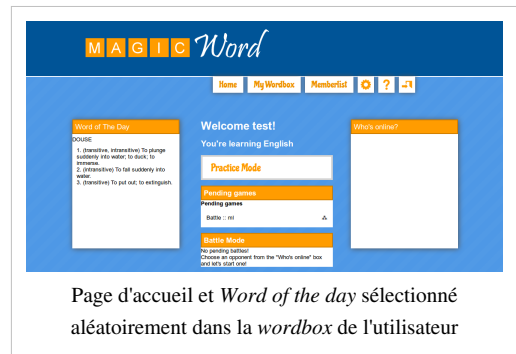 MAGIC Word
Home My Wordbox Memberlist ?
Word of The Day
DOUSE
1. (transitive, intransitive) To plunge
suddenly into water; to duck; to
immerse.
2. (intransitive) To fall suddenly into
water.
3. (transitive) To put out; to extinguish.
Welcome test!
You're learning English
Practice Mode
Pending games
Pending games
Battle :: mi
Battle Mode
No pending battles!
Choose an opponent from the "Who's online" box
and let's start one!
Who's online?
Page d'accueil et Word of the day sélectionné
aléatoirement dans la wordbox de l'utilisateur